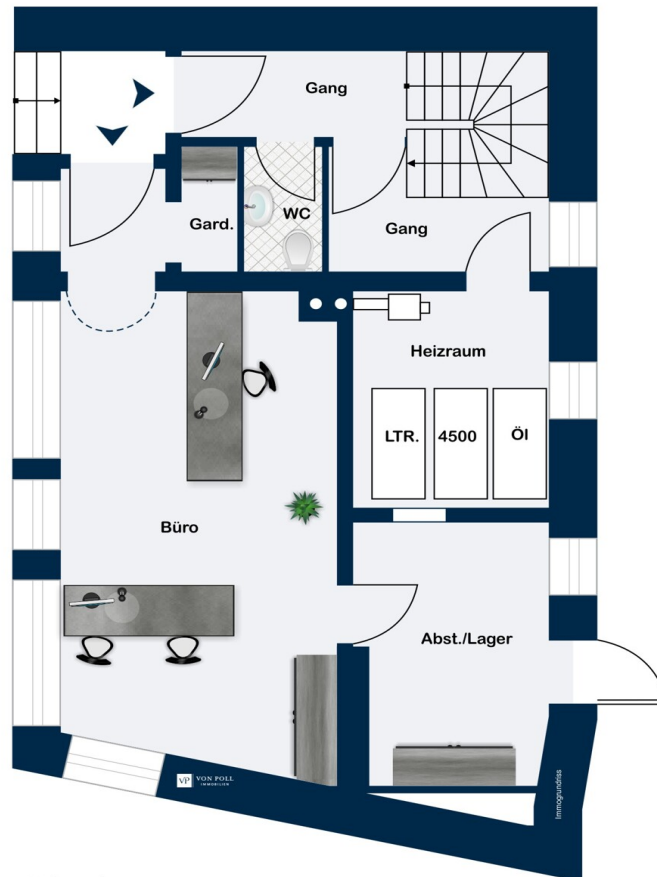 Gang
Gard.
WC
Gang
Heizraum
LTR.
4500
Öl
Büro
Abst./Lager
VP VON POLL
IMMOBILIEN
Immogrundriss